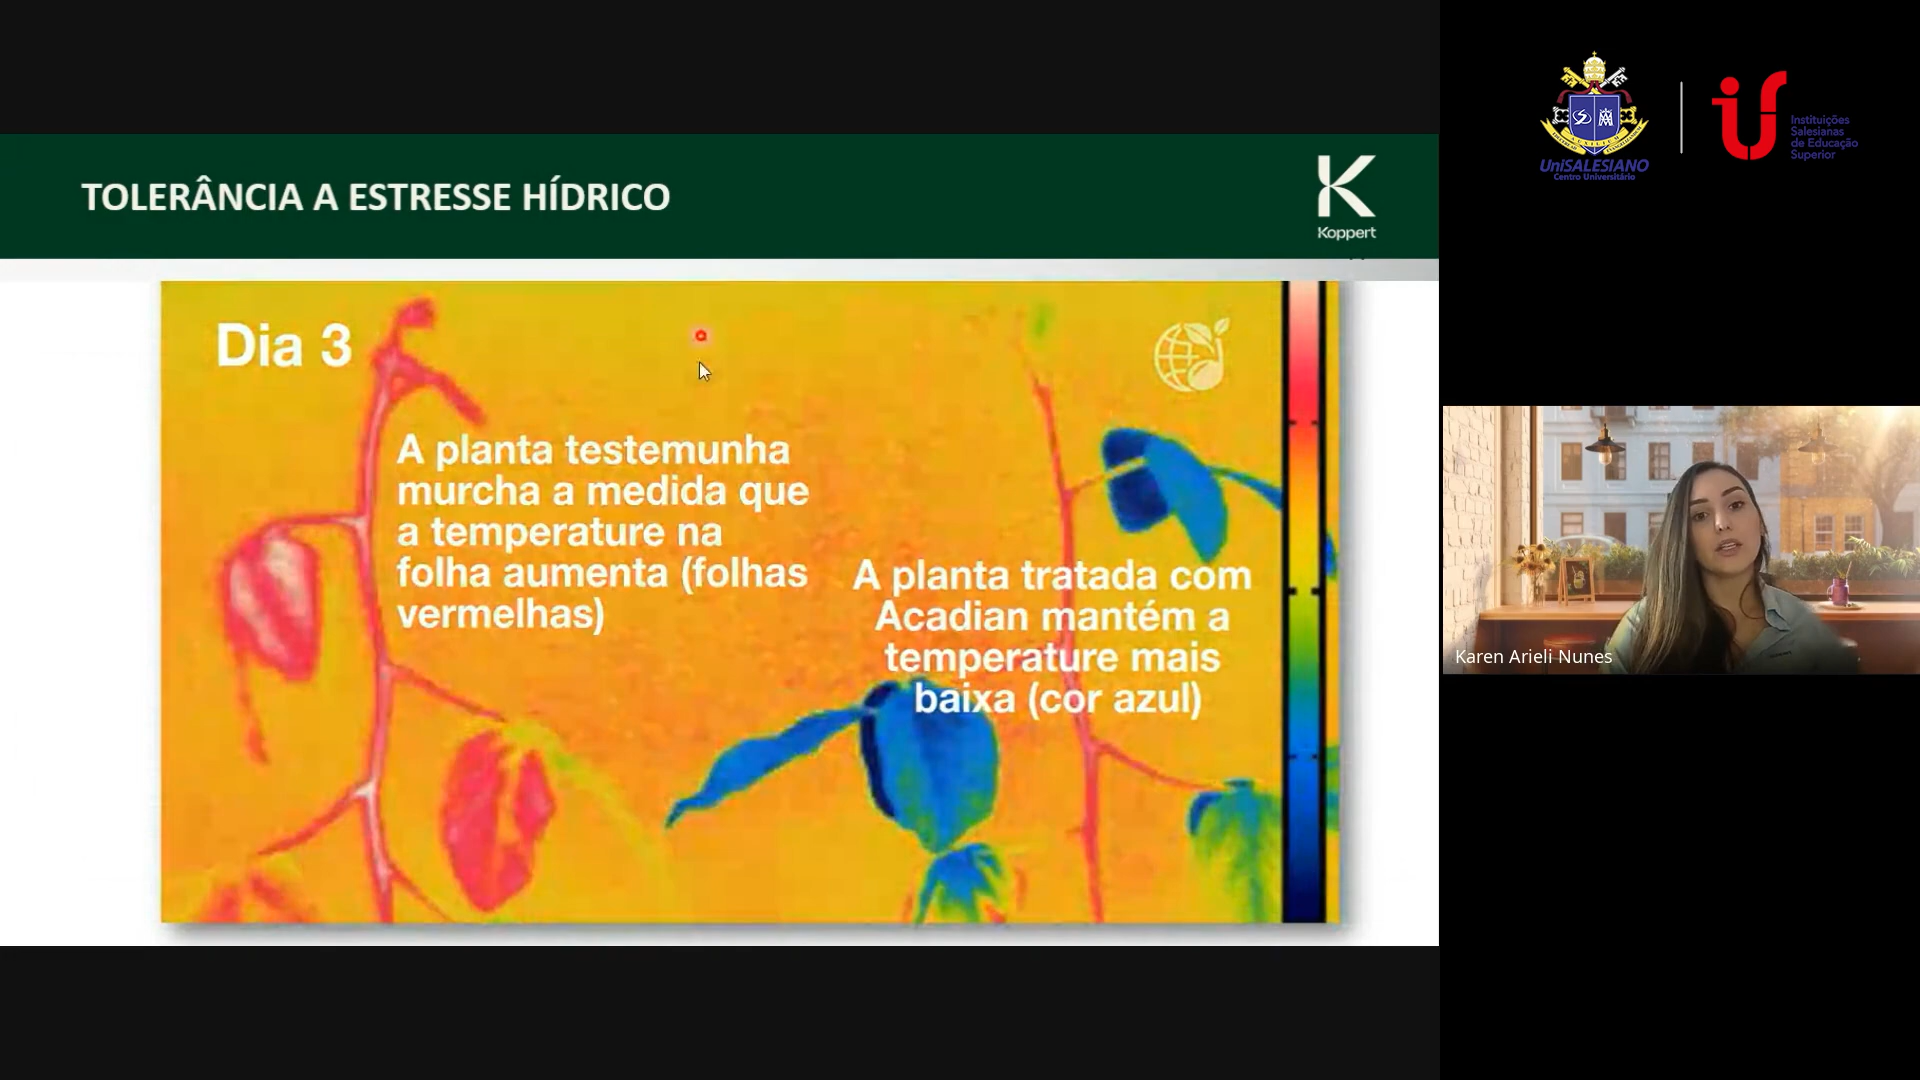 TOLERÂNCIA A ESTRESSE HÍDRICO
Koppert
Dia 3
A planta testemunha
murcha a medida que
a temperature na
folha aumenta (folhas
vermelhas)
A planta tratada com
Acadian mantém a
temperature mais
baixa (cor azul)
UniSALESIANO
Centro Universitário
Instituições
Salesianas
de Educação
Superior
Karen Arieli Nunes